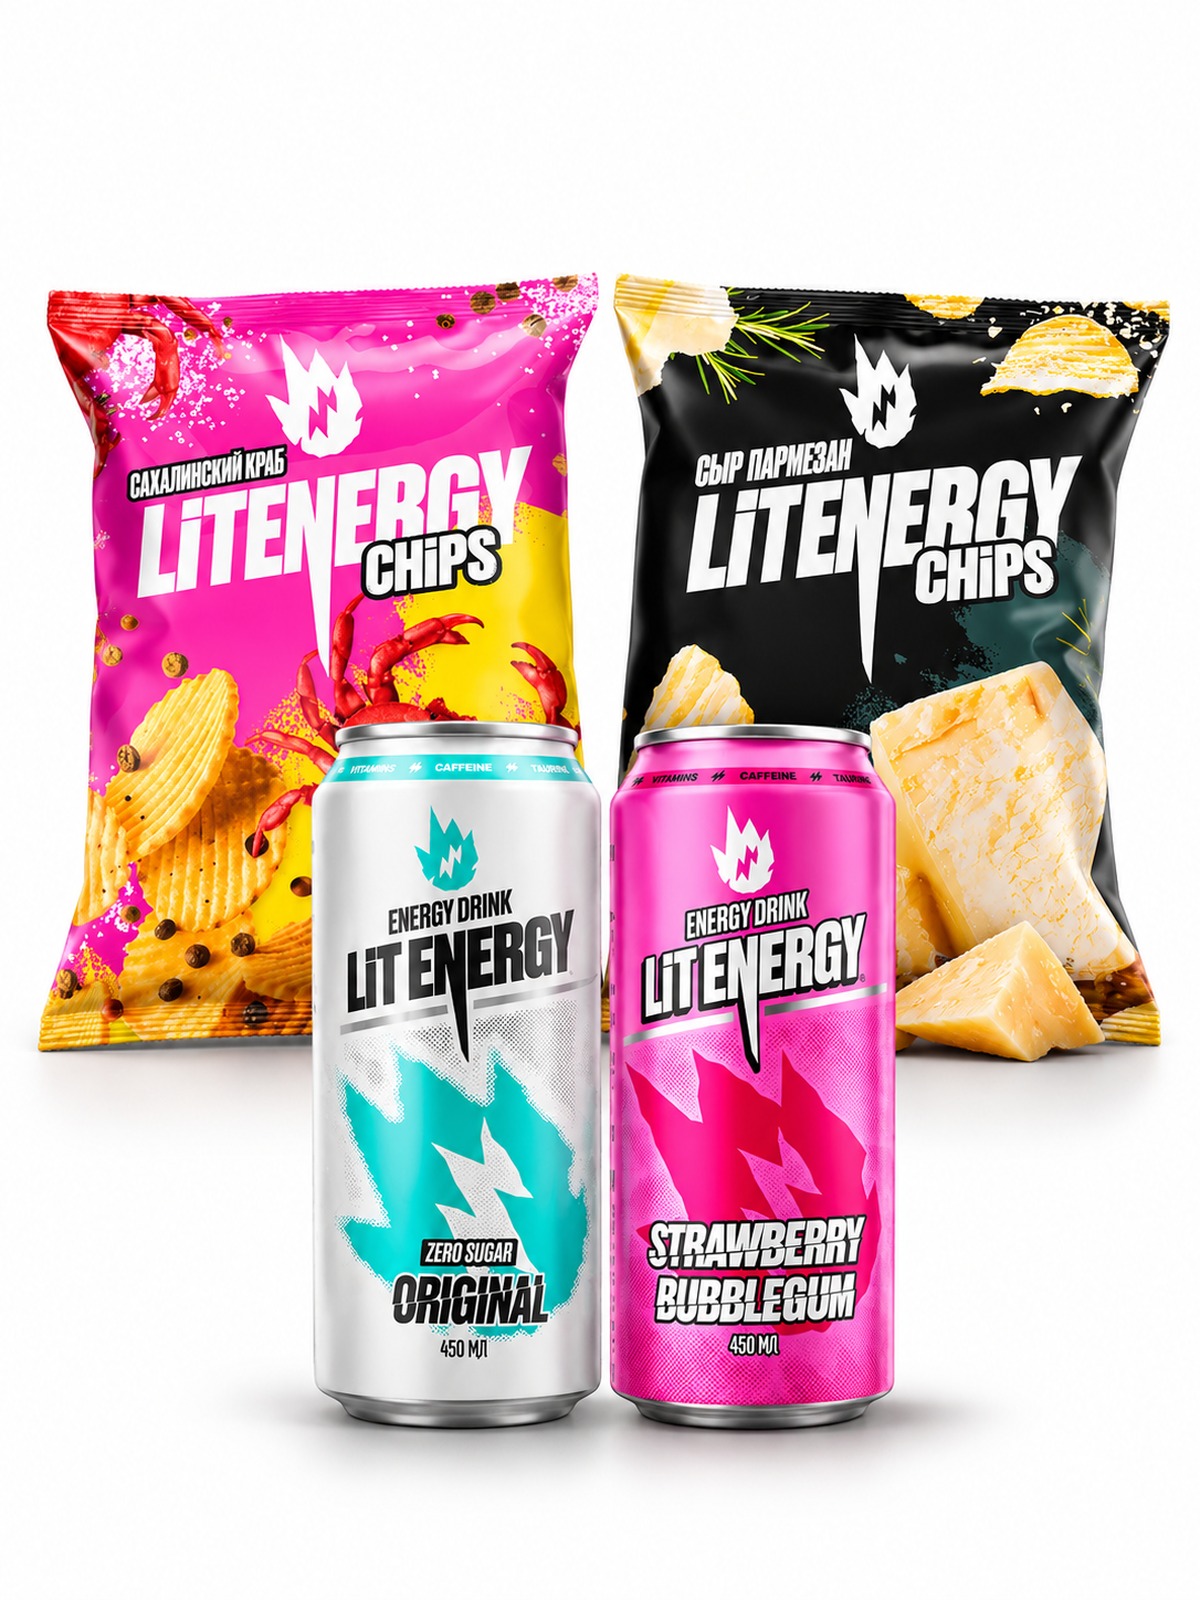 САХАЛИНСКИЙ КРАБ
LiTENERGY
CHiPS
СЫР ПАРМЕЗАН
LiTENERGY
CHiPS
VITAMINS CAFFEINE TAURINE
ENERGY DRINK
LiT ENERGY
ZERO SUGAR
ORIGINAL
450 МЛ
VITAMINS CAFFEINE TAURINE
ENERGY DRINK
LiT ENERGY
STRAWBERRY
BUBBLEGUM
450 МЛ